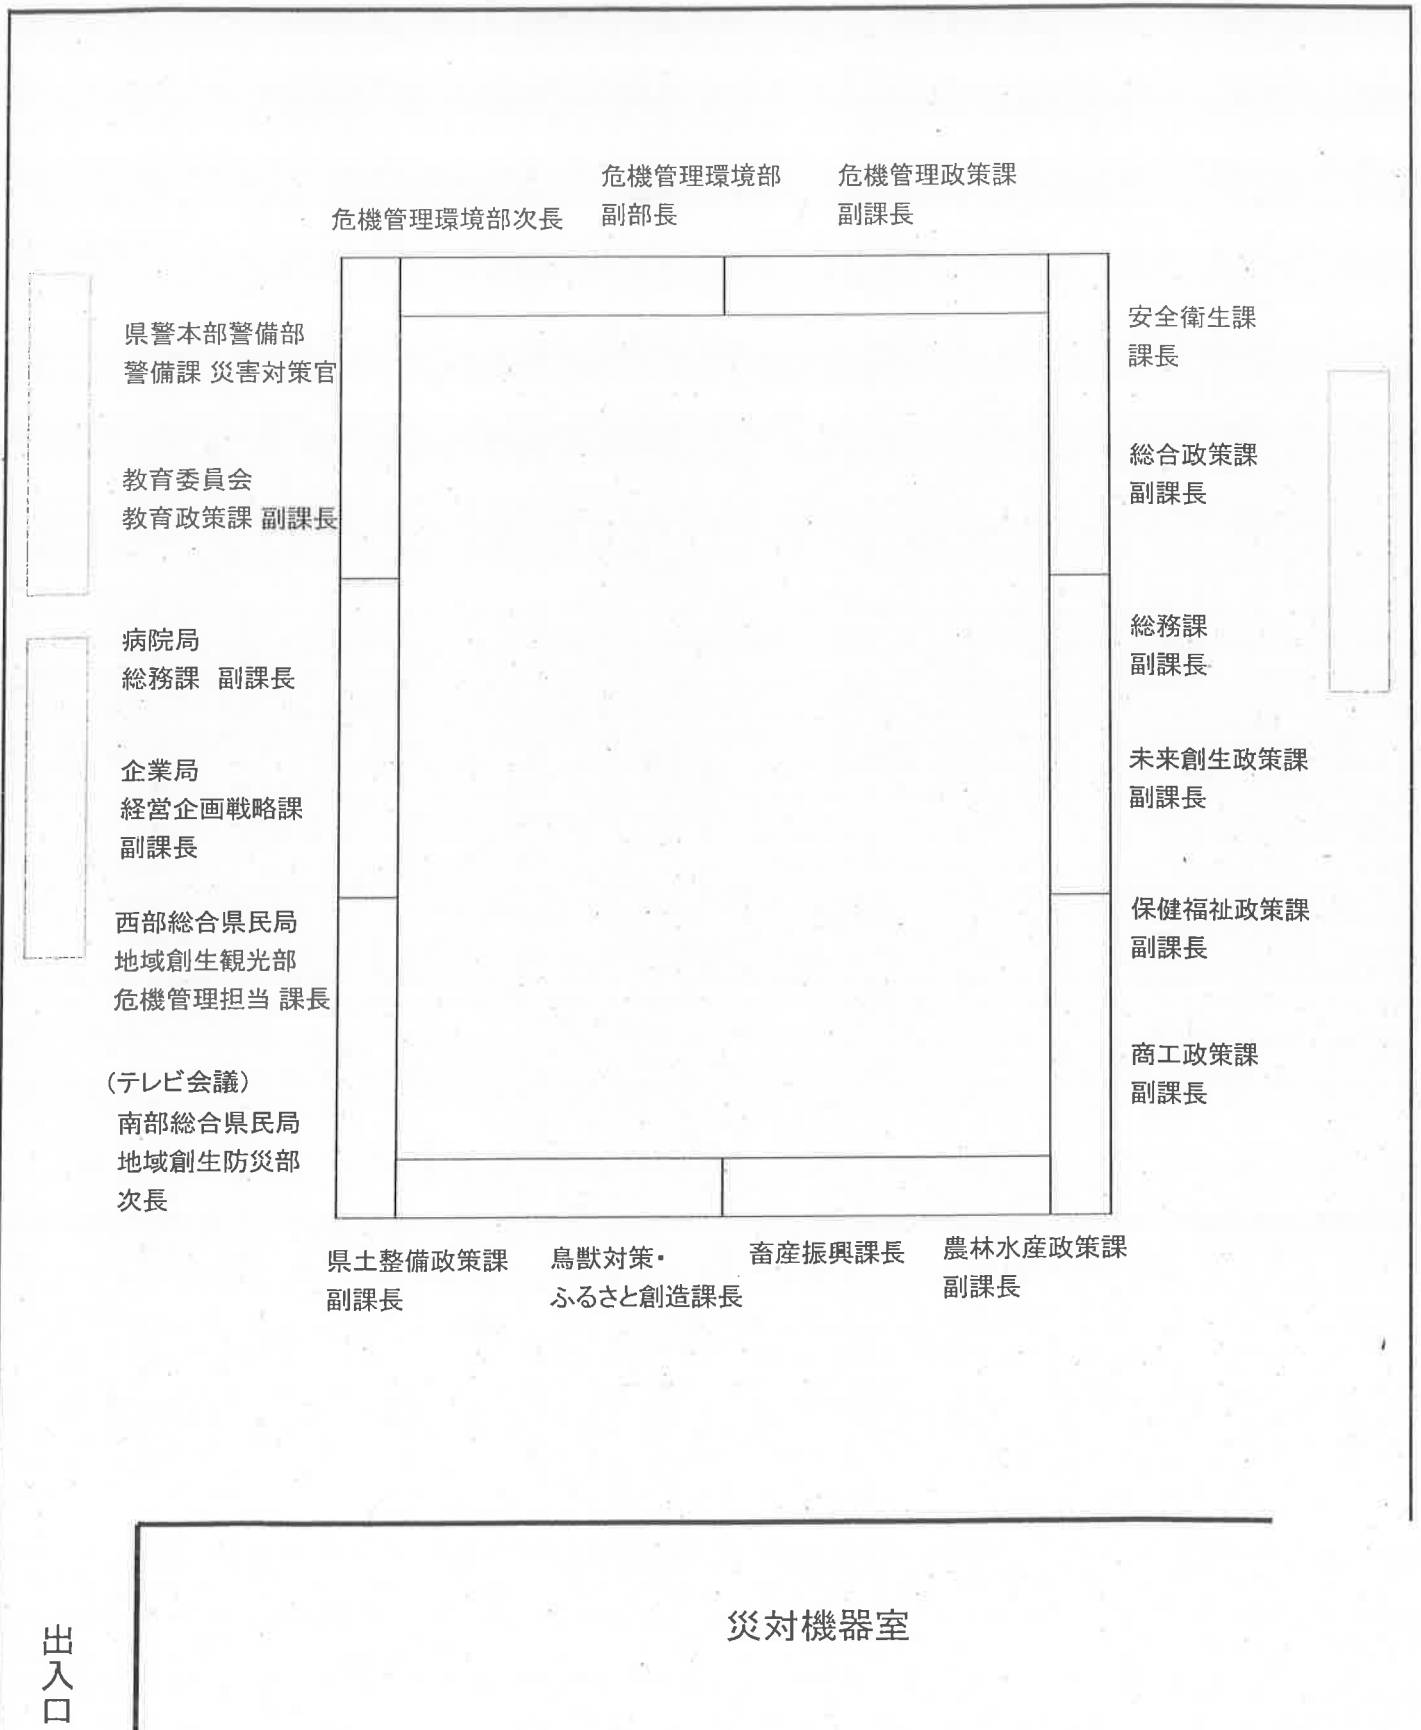 危機管理環境部次長
危機管理環境部
副部長
危機管理政策課
副課長
県警本部警備部
警備課 災害対策官
教育委員会
教育政策課 副課長
病院局
総務課 副課長
企業局
経営企画戦略課
副課長
西部総合県民局
地域創生観光部
危機管理担当 課長
(テレビ会議)
南部総合県民局
地域創生防災部
次長
安全衛生課
課長
総合政策課
副課長
総務課
副課長
未来創生政策課
副課長
保健福祉政策課
副課長
商工政策課
副課長
県土整備政策課
副課長
鳥獣対策・
ふるさと創造課長
畜産振興課長
農林水産政策課
副課長
災対機器室
出入口